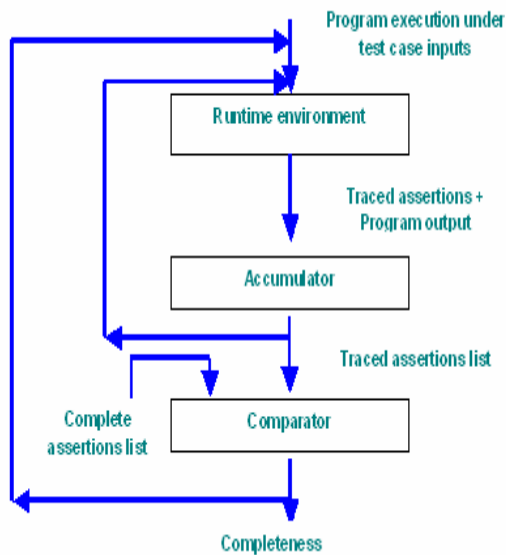 Program execution under
test case inputs
Runtime environment
Traced assertions +
Program output
Accumulator
Traced assertions list
Complete
assertions list
Comparator
Completeness